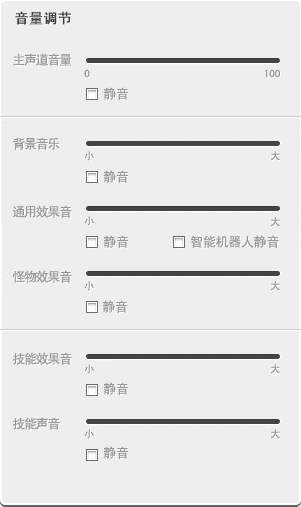 音量调节
主声道音量
0 100
静音
背景音乐
小 大
静音
通用效果音
小 大
静音 智能机器人静音
怪物效果音
小 大
静音
技能效果音
小 大
静音
技能声音
小 大
静音